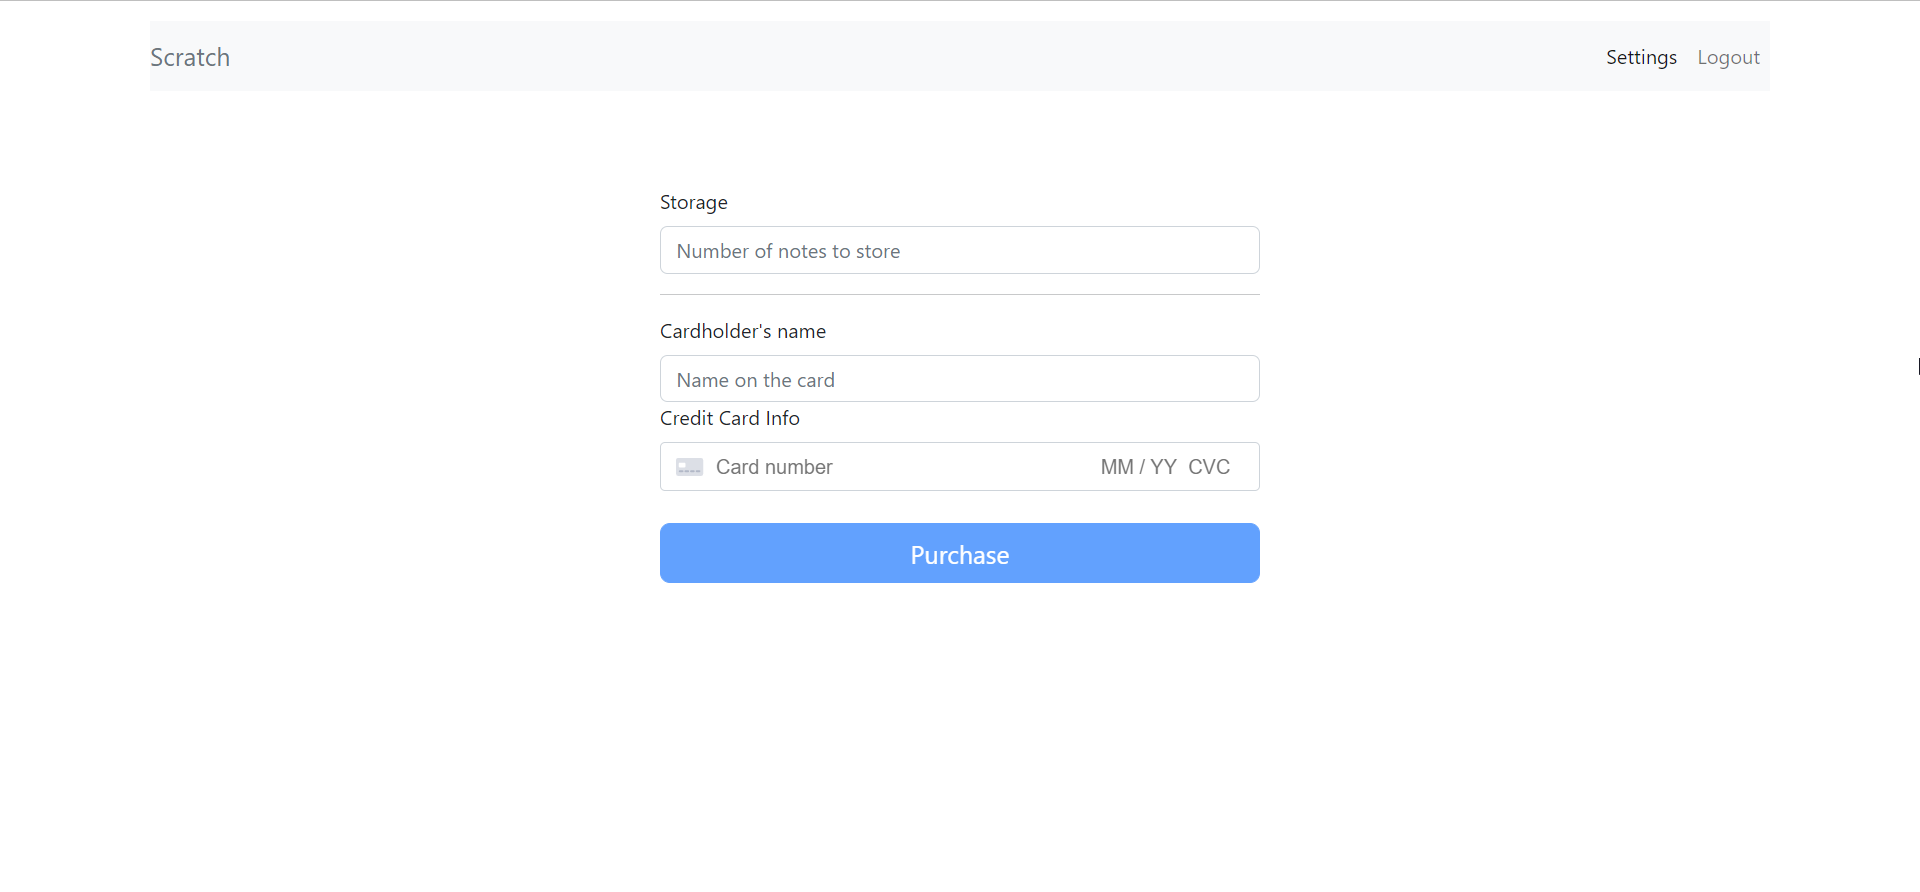 Scratch Settings Logout
Storage
Number of notes to store
Cardholder's name
Name on the card
Credit Card Info
Card number MM / YY CVC
Purchase